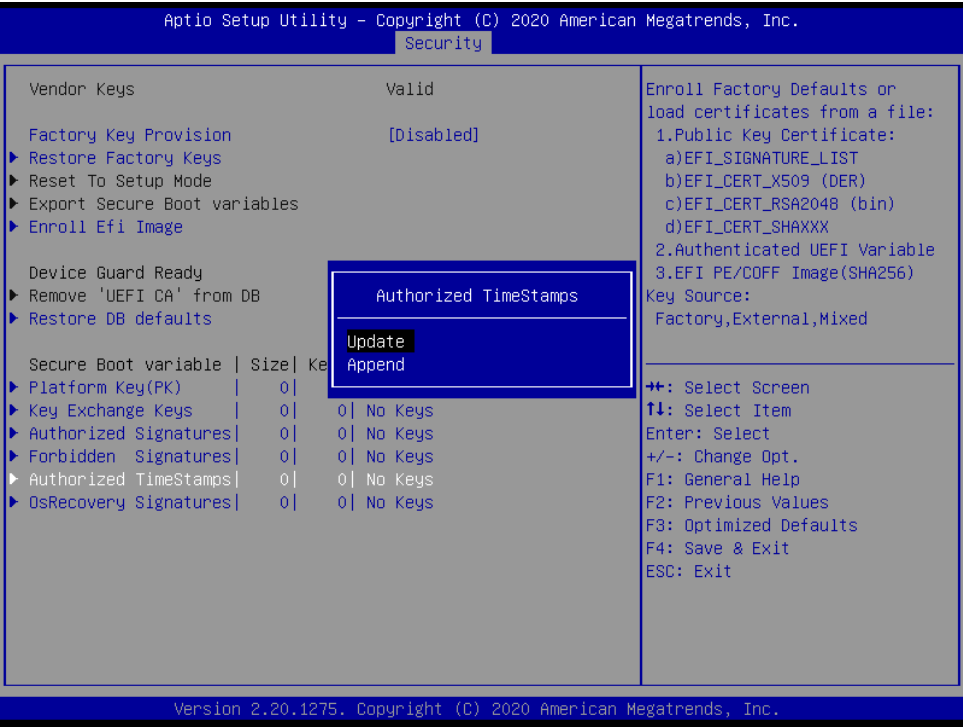 Aptio Setup Utility – Copyright (C) 2020 American Megatrends, Inc.
Security
Vendor Keys Valid
Factory Key Provision [Disabled]
Restore Factory Keys
Reset To Setup Mode
Export Secure Boot variables
Enroll Efi Image
Device Guard Ready
Remove 'UEFI CA' from DB
Restore DB defaults
Secure Boot variable | Size| Ke
Platform Key(PK) | 0|
Key Exchange Keys | 0| 0| No Keys
Authorized Signatures| 0| 0| No Keys
Forbidden Signatures| 0| 0| No Keys
Authorized TimeStamps| 0| 0| No Keys
OsRecovery Signatures| 0| 0| No Keys
Authorized TimeStamps
Update
Append
Enroll Factory Defaults or
load certificates from a file:
1.Public Key Certificate:
a)EFI_SIGNATURE_LIST
b)EFI_CERT_X509 (DER)
c)EFI_CERT_RSA2048 (bin)
d)EFI_CERT_SHAXXX
2.Authenticated UEFI Variable
3.EFI PE/COFF Image(SHA256)
Key Source:
Factory,External,Mixed
→←: Select Screen
↑↓: Select Item
Enter: Select
+/-: Change Opt.
F1: General Help
F2: Previous Values
F3: Optimized Defaults
F4: Save & Exit
ESC: Exit
Version 2.20.1275. Copyright (C) 2020 American Megatrends, Inc.